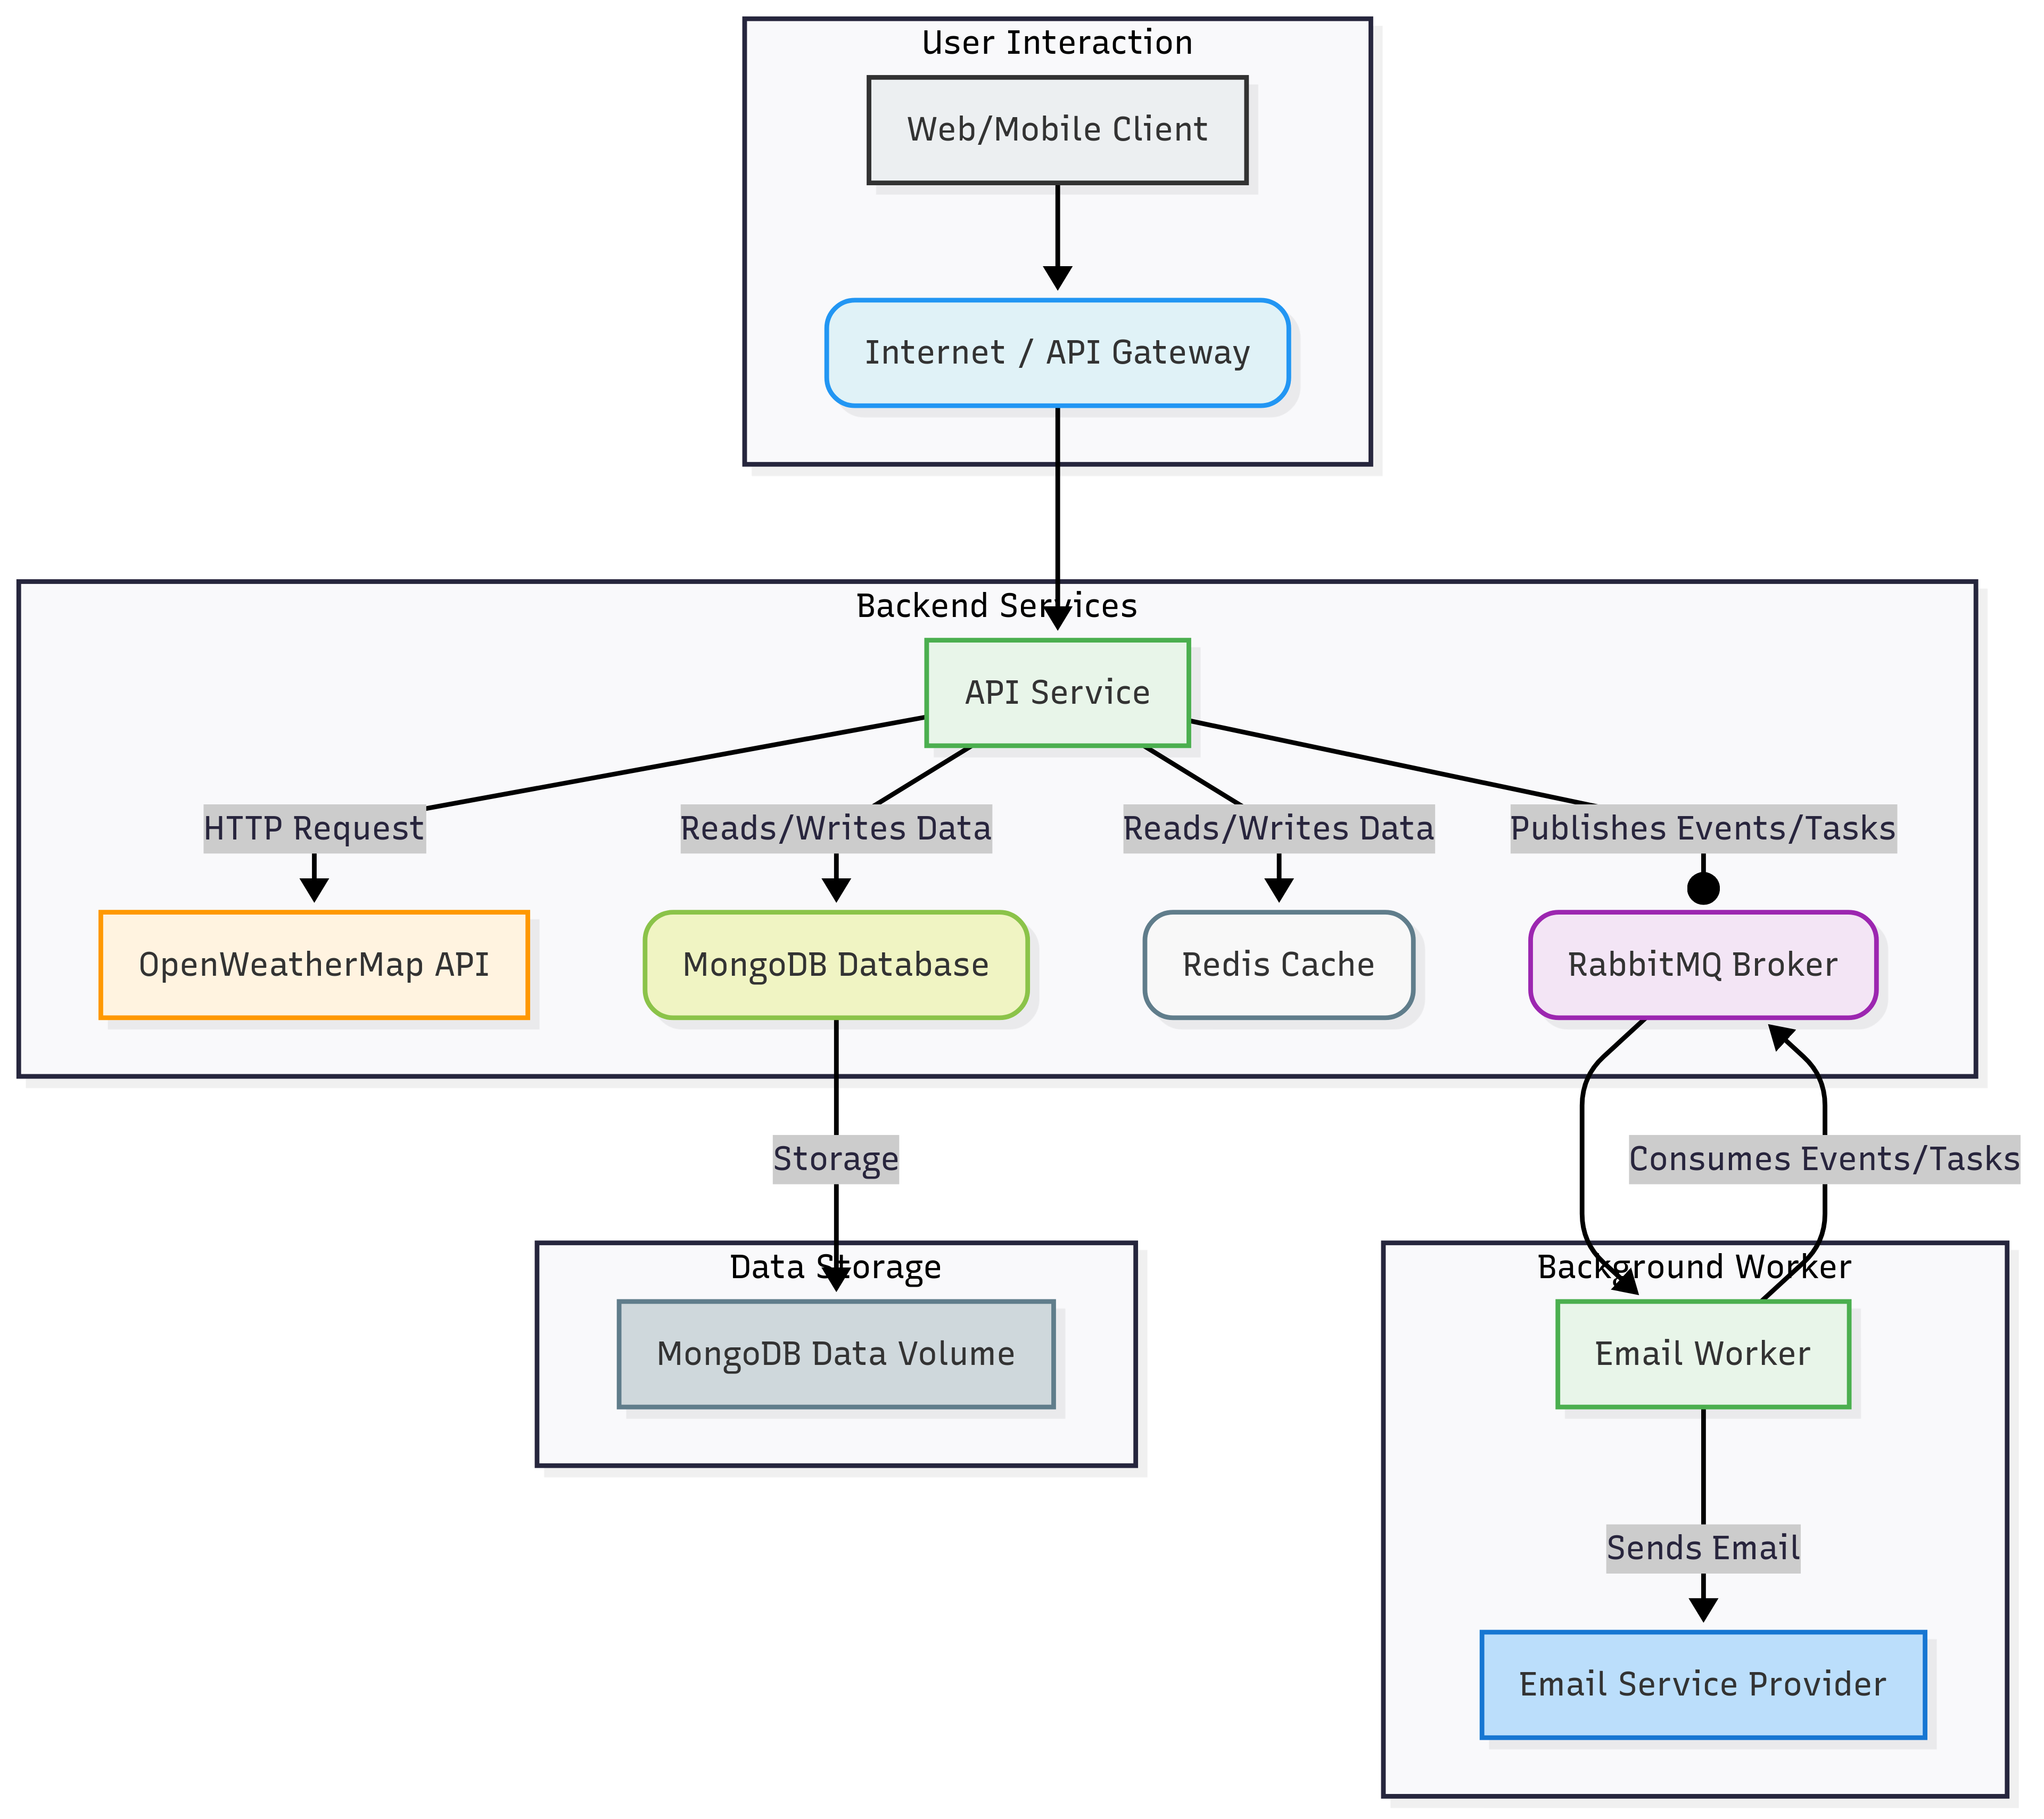 User Interaction
Web/Mobile Client
Internet / API Gateway
Backend Services
API Service
HTTP Request
Reads/Writes Data
Reads/Writes Data
Publishes Events/Tasks
OpenWeatherMap API
MongoDB Database
Redis Cache
RabbitMQ Broker
Storage
Consumes Events/Tasks
Data Storage
Background Worker
MongoDB Data Volume
Email Worker
Sends Email
Email Service Provider